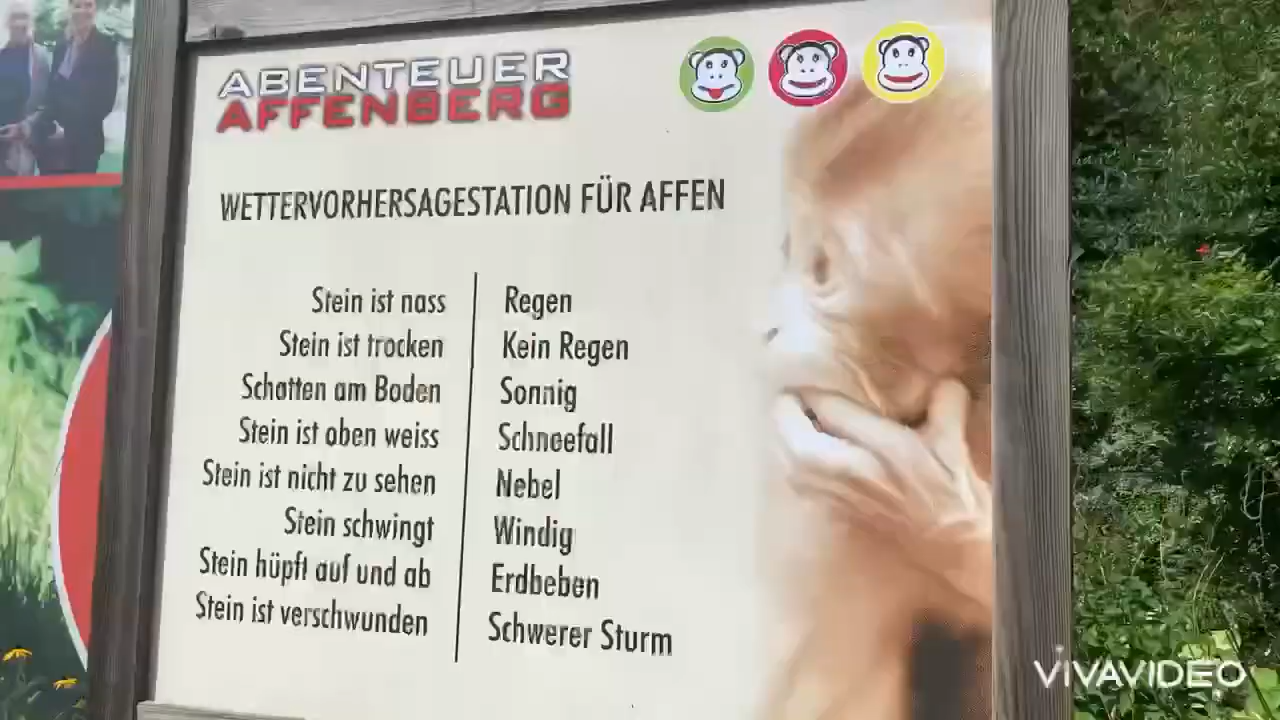 ABENTEUER
AFFENBERG
WETTERVORHERSAGESTATION FÜR AFFEN
Stein ist nass Regen
Stein ist trocken Kein Regen
Schatten am Boden Sonnig
Stein ist oben weiss Schneefall
Stein ist nicht zu sehen Nebel
Stein schwingt Windig
Stein hüpft auf und ab Erdbeben
Stein ist verschwunden Schwerer Sturm
VIVAVIDEO